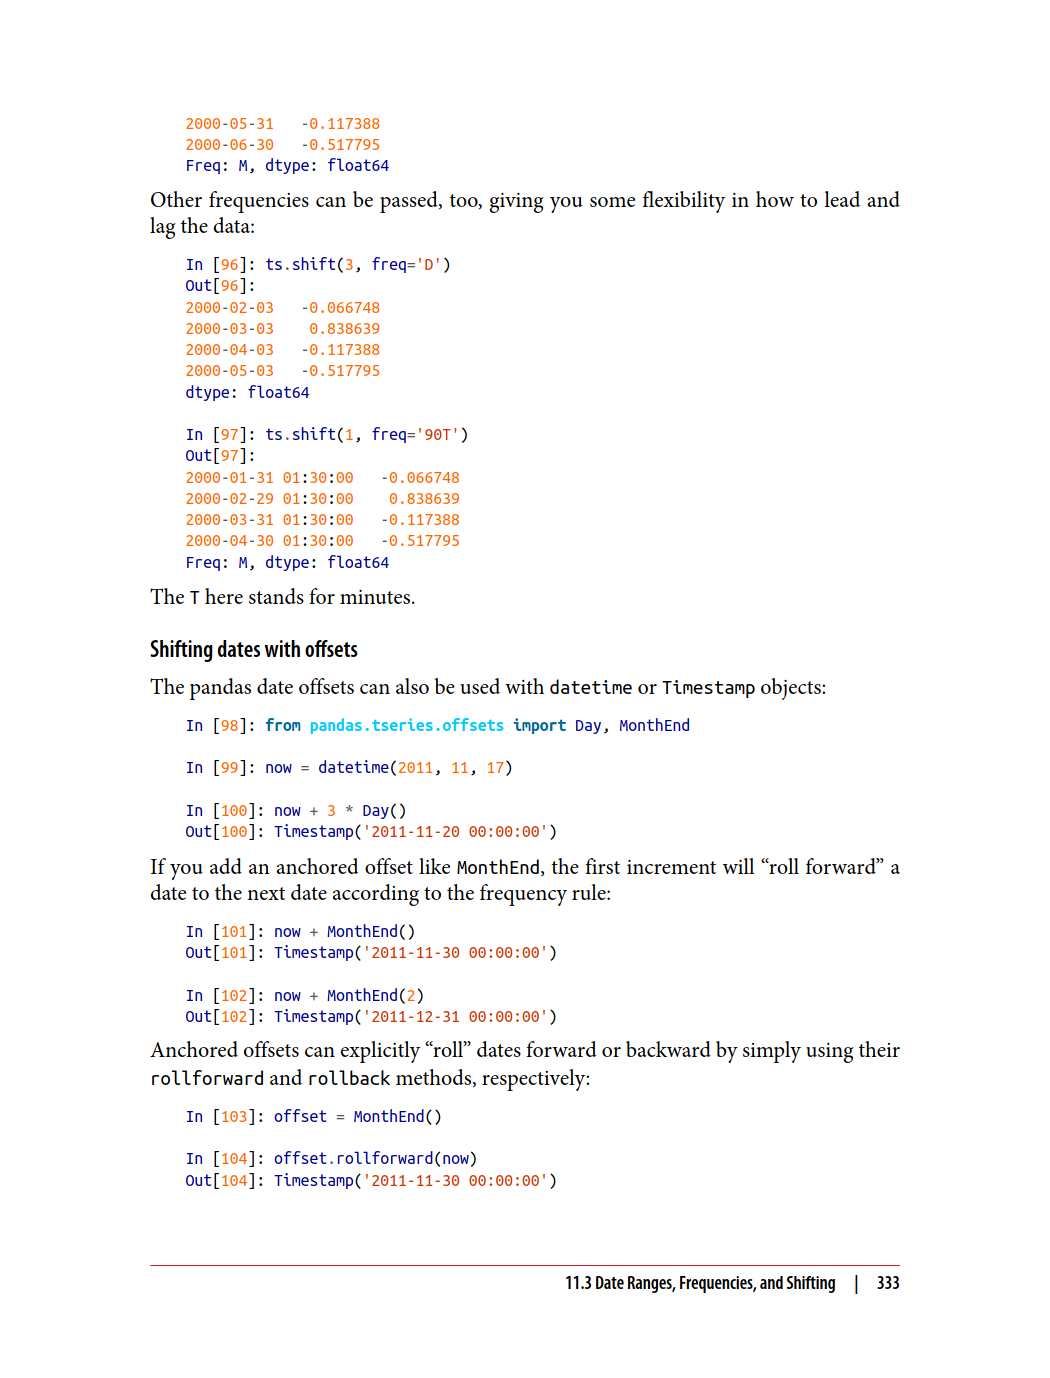 2000-05-31   -0.117388
2000-06-30   -0.517795
Freq: M, dtype: float64
Other frequencies can be passed, too, giving you some flexibility in how to lead and
lag the data:
In [96]: ts.shift(3, freq='D')
Out[96]:
2000-02-03   -0.066748
2000-03-03    0.838639
2000-04-03   -0.117388
2000-05-03   -0.517795
dtype: float64
In [97]: ts.shift(1, freq='90T')
Out[97]:
2000-01-31 01:30:00   -0.066748
2000-02-29 01:30:00    0.838639
2000-03-31 01:30:00   -0.117388
2000-04-30 01:30:00   -0.517795
Freq: M, dtype: float64
The T here stands for minutes.
Shifting dates with offsets
The pandas date offsets can also be used with datetime or Timestamp objects:
In [98]: from pandas.tseries.offsets import Day, MonthEnd
In [99]: now = datetime(2011, 11, 17)
In [100]: now + 3 * Day()
Out[100]: Timestamp('2011-11-20 00:00:00')
If you add an anchored offset like MonthEnd, the first increment will “roll forward” a
date to the next date according to the frequency rule:
In [101]: now + MonthEnd()
Out[101]: Timestamp('2011-11-30 00:00:00')
In [102]: now + MonthEnd(2)
Out[102]: Timestamp('2011-12-31 00:00:00')
Anchored offsets can explicitly “roll” dates forward or backward by simply using their
rollforward and rollback methods, respectively:
In [103]: offset = MonthEnd()
In [104]: offset.rollforward(now)
Out[104]: Timestamp('2011-11-30 00:00:00')
11.3 Date Ranges, Frequencies, and Shifting | 333